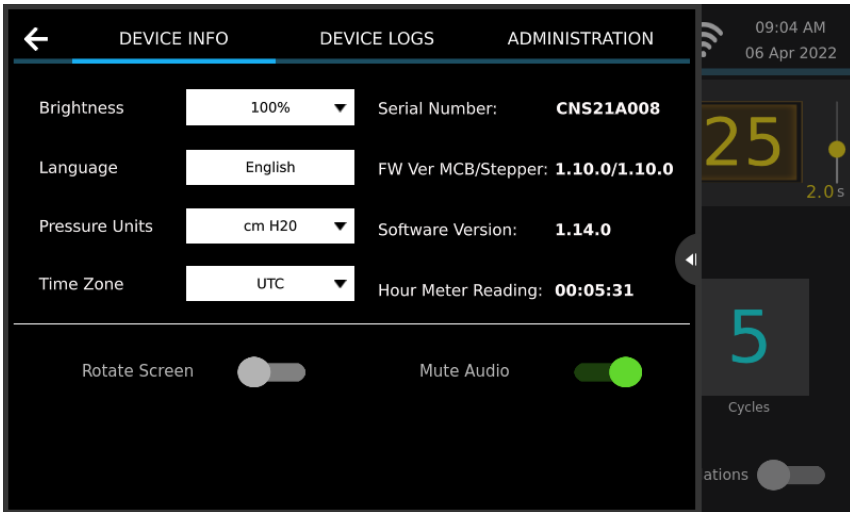 DEVICE INFO DEVICE LOGS ADMINISTRATION
09:04 AM
06 Apr 2022
Brightness 100% Serial Number: CNS21A008
Language English FW Ver MCB/Stepper: 1.10.0/1.10.0
Pressure Units cm H20 Software Version: 1.14.0
Time Zone UTC Hour Meter Reading: 00:05:31
Rotate Screen Mute Audio
25
2.0 s
5
Cycles
ations